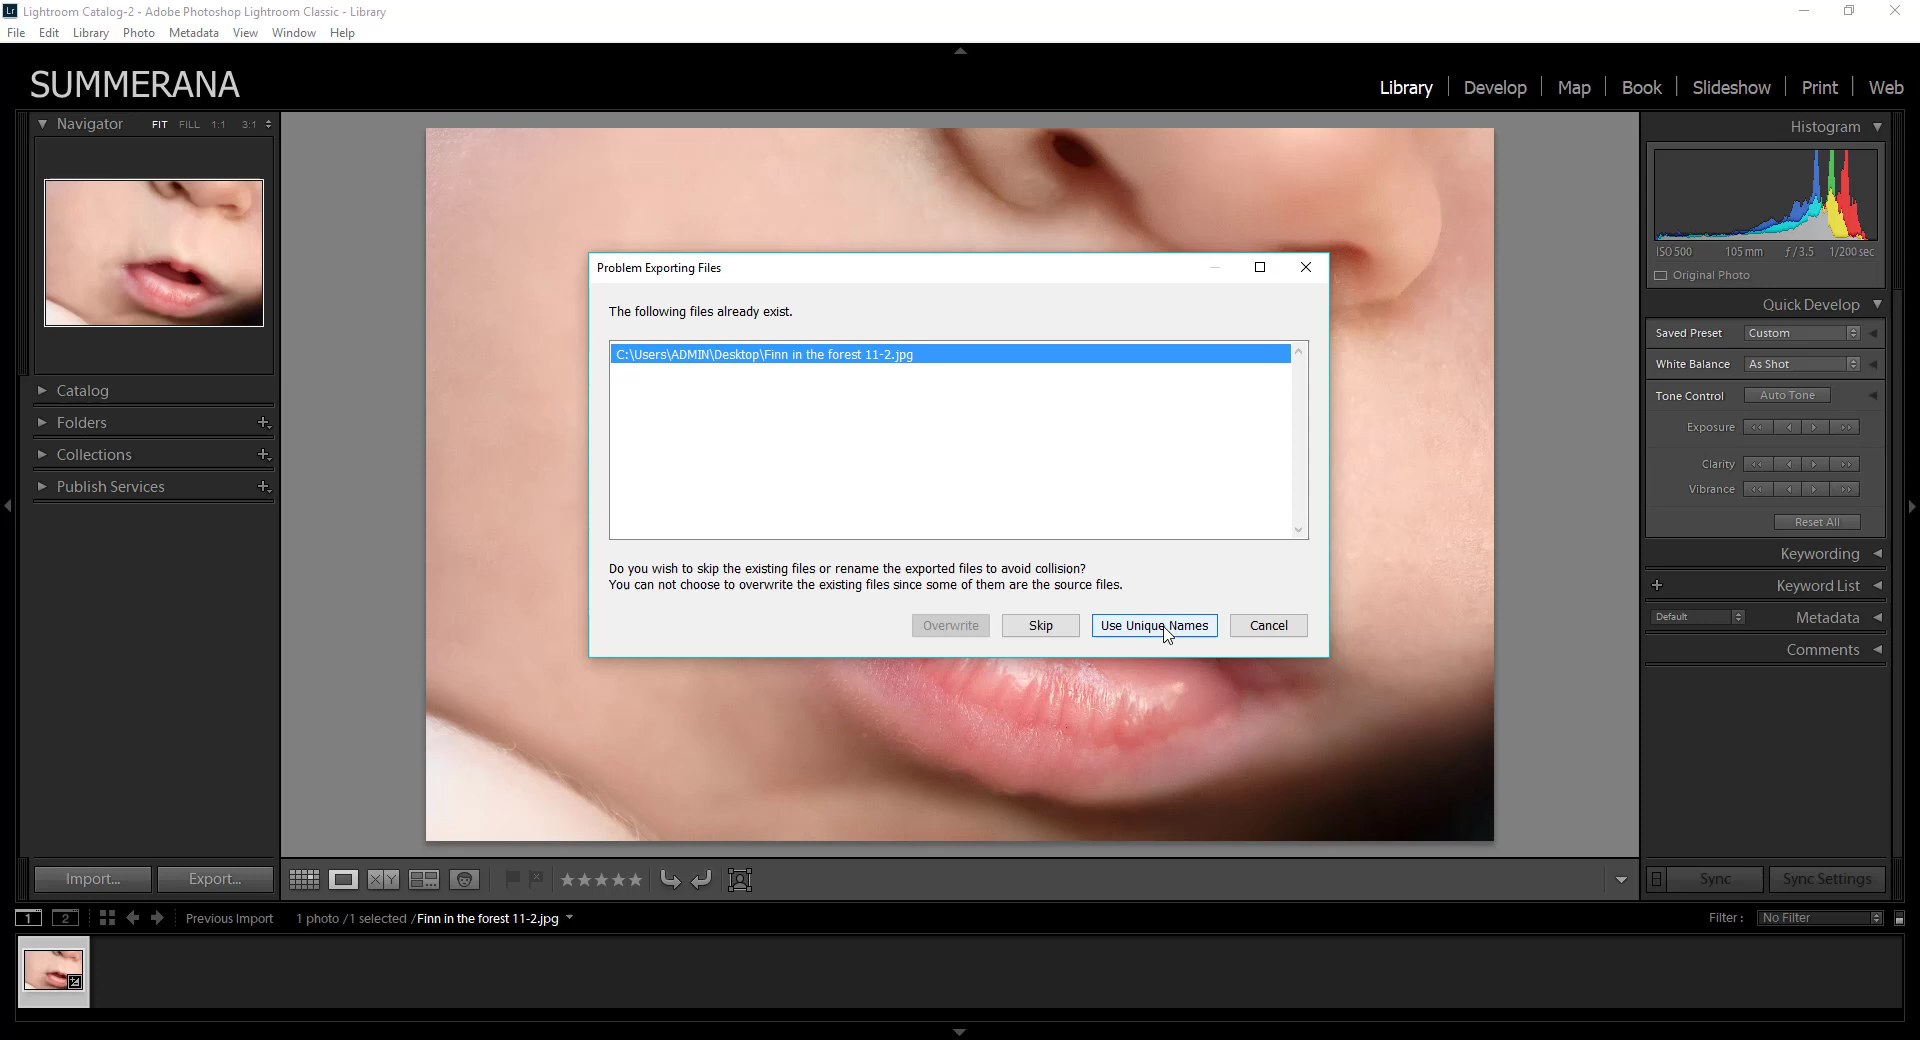 Lightroom Catalog-2 - Adobe Photoshop Lightroom Classic - Library
File Edit Library Photo Metadata View Window Help
SUMMERANA
Library Develop Map Book Slideshow Print Web
Navigator FIT FILL 1:1 3:1
Histogram
ISO 500 105 mm ƒ / 3.5 1/200 sec
Original Photo
Quick Develop
Saved Preset Custom
White Balance As Shot
Tone Control Auto Tone
Exposure
Clarity
Vibrance
Reset All
Keywording
Keyword List
Default Metadata
Comments
Catalog
Folders
Collections
Publish Services
Problem Exporting Files
The following files already exist.
C:\Users\ADMIN\Desktop\Finn in the forest 11-2.jpg
Do you wish to skip the existing files or rename the exported files to avoid collision?
You can not choose to overwrite the existing files since some of them are the source files.
Overwrite Skip Use Unique Names Cancel
Import... Export...
XY
Sync Sync Settings
1 2 Previous Import 1 photo / 1 selected / Finn in the forest 11-2.jpg
Filter : No Filter